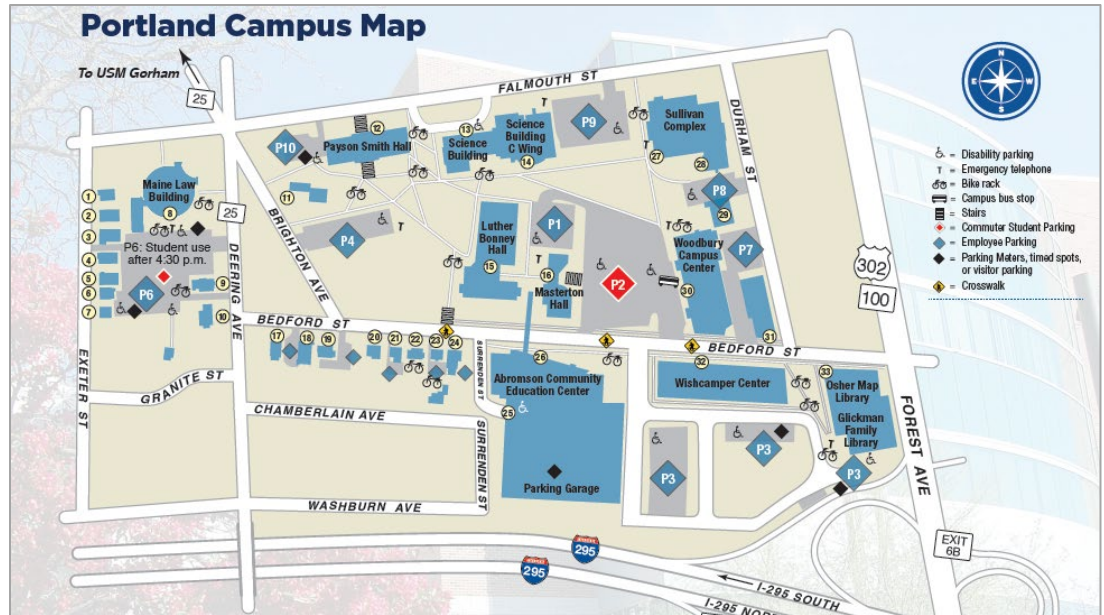 Portland Campus Map
To USM Gorham
25
FALMOUTH ST
N
E
W
S
P10
12
Payson Smith Hall
13
Science
Building
Science
Building
C Wing
14
P9
Sullivan
Complex
27
28
DURHAM ST
P8
29
1
2
3
4
5
6
7
Maine Law
Building
8
25
P6: Student use
after 4:30 p.m.
P6
9
10
11
BRIGHTON AVE
DEERING AVE
P4
Luther
Bonney
Hall
15
P1
16
Masterton
Hall
P2
Woodbury
Campus
Center
30
P7
31
302
100
= Disability parking
T = Emergency telephone
= Bike rack
= Campus bus stop
= Stairs
= Commuter Student Parking
= Employee Parking
= Parking Meters, timed spots,
or visitor parking
= Crosswalk
BEDFORD ST
BEDFORD ST
17
18
19
20
21
22
23
24
SURRENDEN ST
26
Abromson Community
Education Center
25
32
Wishcamper Center
33
Osher Map
Library
Glickman
Family
Library
EXETER ST
GRANITE ST
CHAMBERLAIN AVE
SURRENDEN ST
Parking Garage
P3
P3
P3
FOREST AVE
WASHBURN AVE
EXIT
6B
295
295
I-295 SOUTH
I-295 NOR